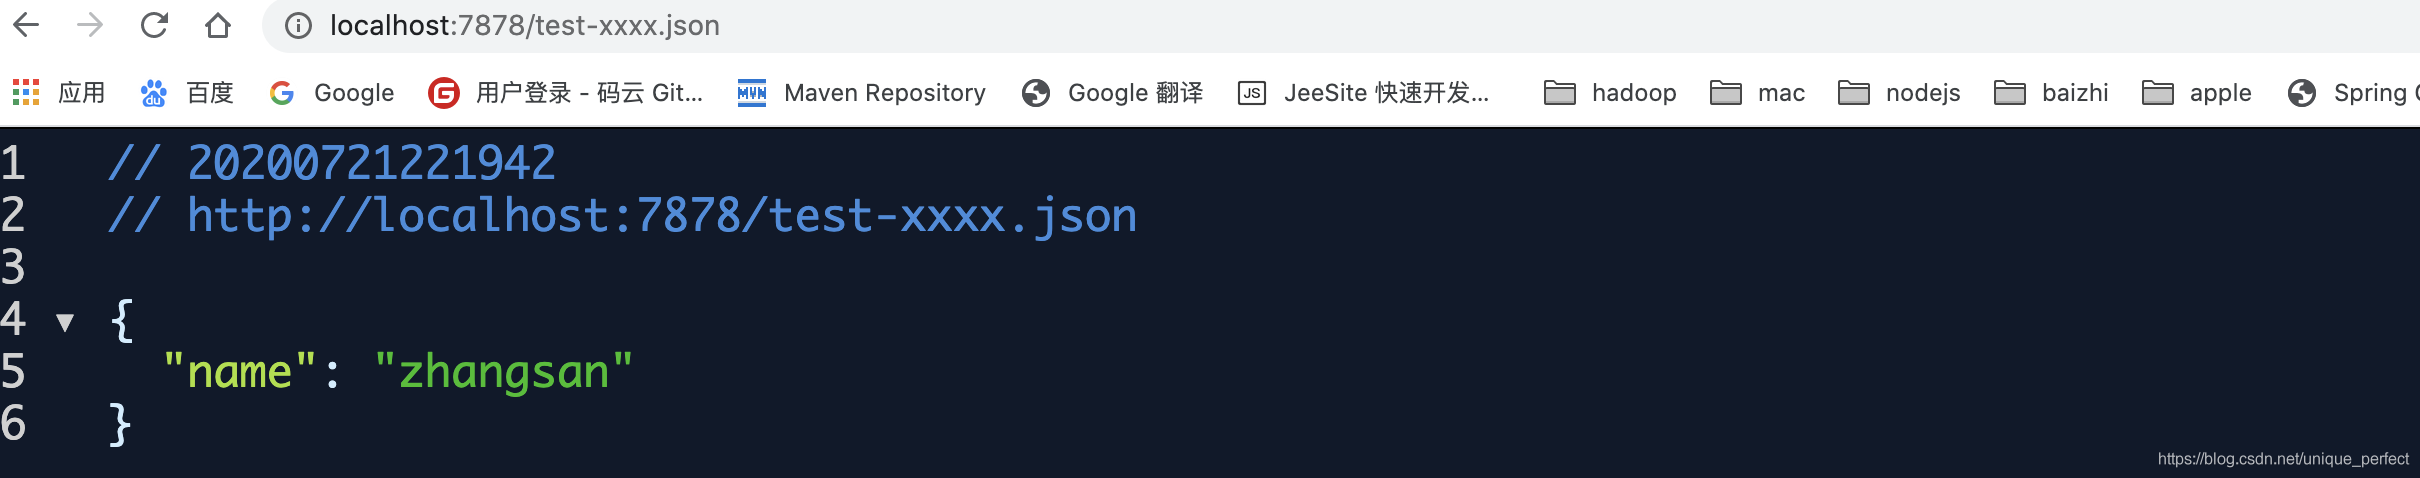 localhost:7878/test-xxxx.json
应用 百度 Google 用户登录 - 码云 Git... Maven Repository Google 翻译 JS JeeSite 快速开发... hadoop mac nodejs baizhi apple Spring
1 // 20200721221942
2 // http://localhost:7878/test-xxxx.json
3
4 ▼ {
5 "name": "zhangsan"
6 }
https://blog.csdn.net/unique_perfect